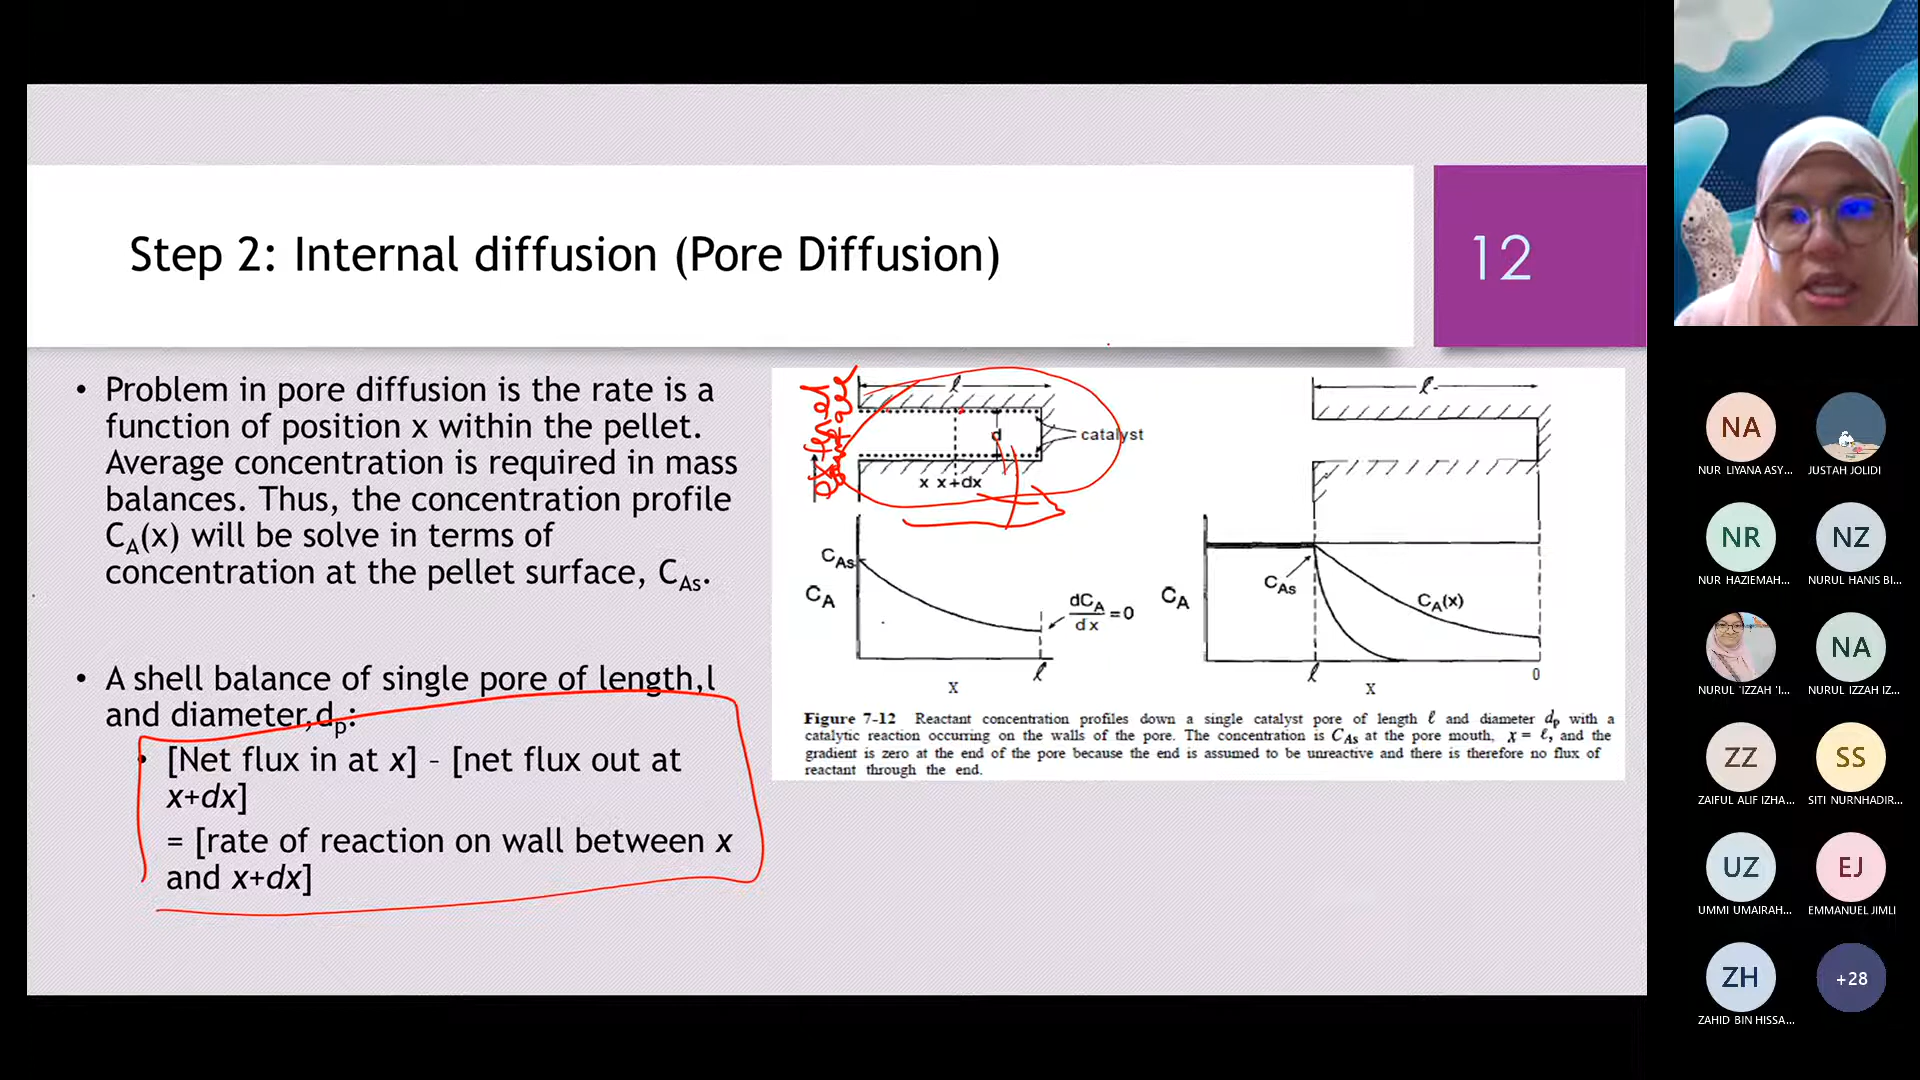 Step 2: Internal diffusion (Pore Diffusion)
12
• Problem in pore diffusion is the rate is a
function of position x within the pellet.
Average concentration is required in mass
balances. Thus, the concentration profile
CA(x) will be solve in terms of
concentration at the pellet surface, CAs.
• A shell balance of single pore of length,l
and diameter,dp:
• [Net flux in at x] – [net flux out at
x+dx]
= [rate of reaction on wall between x
and x+dx]
external
surface
ℓ
d
catalyst
x x+dx
CAs
CA
dCA/dx = 0
ℓ
X
ℓ
CAs
CA
CA(x)
ℓ
X
0
Figure 7-12 Reactant concentration profiles down a single catalyst pore of length ℓ and diameter dp with a
catalytic reaction occurring on the walls of the pore. The concentration is CAs at the pore mouth, x = ℓ, and the
gradient is zero at the end of the pore because the end is assumed to be unreactive and there is therefore no flux of
reactant through the end.
NA
NUR LIYANA ASY...
JUSTAH JOLIDI
NR
NUR HAZIEMAH...
NZ
NURUL HANIS BI...
NURUL 'IZZAH 'I...
NA
NURUL IZZAH IZ...
ZZ
ZAIFUL ALIF IZHA...
SS
SITI NURNHADIR...
UZ
UMMI UMAIRAH...
EJ
EMMANUEL JIMLI
ZH
ZAHID BIN HISSA...
+28